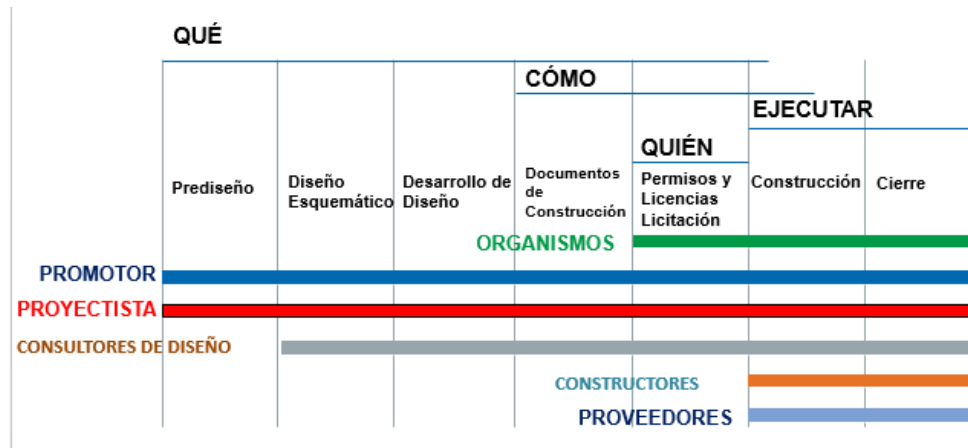 QUÉ
CÓMO
EJECUTAR
QUIÉN
Prediseño
Diseño
Esquemático
Desarrollo de
Diseño
Documentos
de
Construcción
Permisos y
Licencias
Licitación
Construcción
Cierre
ORGANISMOS
PROMOTOR
PROYECTISTA
CONSULTORES DE DISEÑO
CONSTRUCTORES
PROVEEDORES